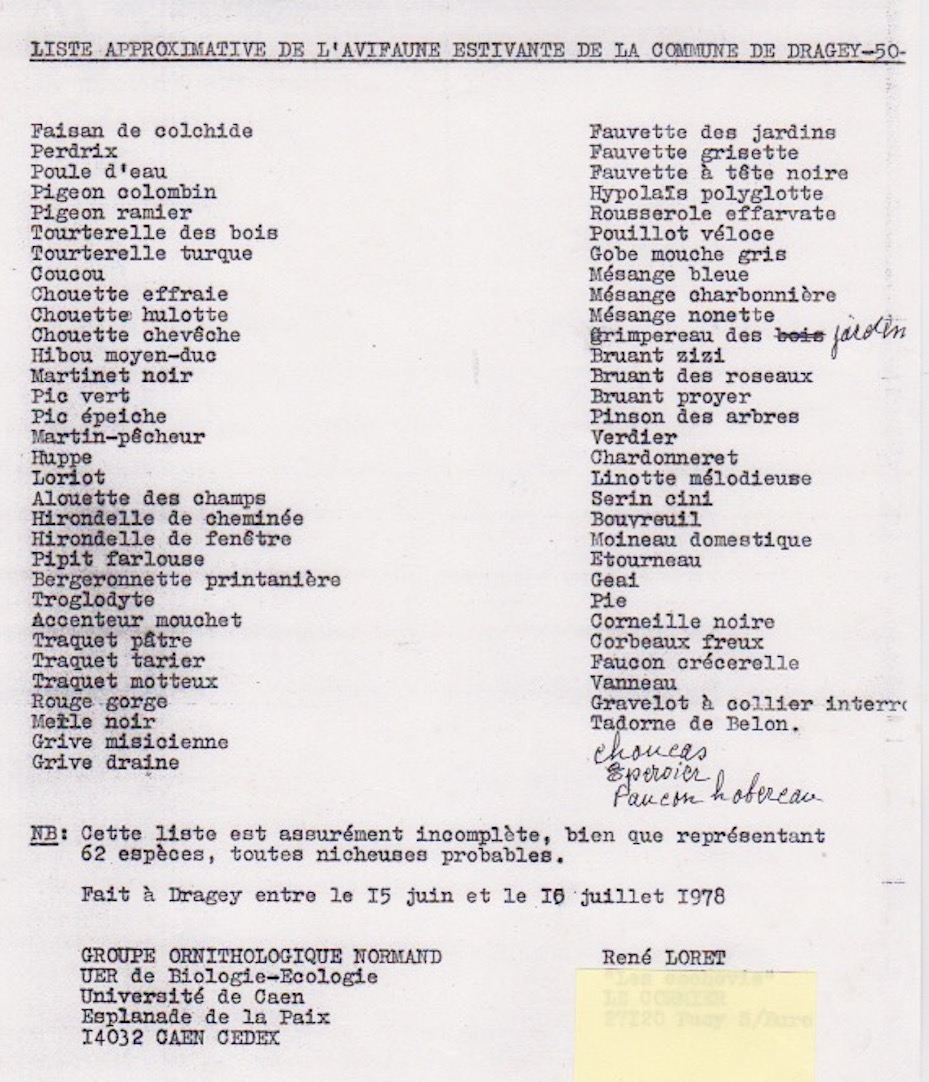 LISTE APPROXIMATIVE DE L'AVIFAUNE ESTIVANTE DE LA COMMUNE DE DRAGEY-50-
Faisan de colchide
Perdrix
Poule d'eau
Pigeon colombin
Pigeon ramier
Tourterelle des bois
Tourterelle turque
Coucou
Chouette effraie
Chouette hulotte
Chouette chevêche
Hibou moyen-duc
Martinet noir
Pic vert
Pic épeiche
Martin-pêcheur
Huppe
Loriot
Alouette des champs
Hirondelle de cheminée
Hirondelle de fenêtre
Pipit farlouse
Bergeronnette printanière
Troglodyte
Accenteur mouchet
Traquet pâtre
Traquet tarier
Traquet motteux
Rouge gorge
Merle noir
Grive misicienne
Grive draine
Fauvette des jardins
Fauvette grisette
Fauvette à tête noire
Hypolaïs polyglotte
Rousserole effarvate
Pouillot véloce
Gobe mouche gris
Mésange bleue
Mésange charbonnière
Mésange nonette
Grimpereau des bois jardin
Bruant zizi
Bruant des roseaux
Bruant proyer
Pinson des arbres
Verdier
Chardonneret
Linotte mélodieuse
Serin cini
Bouvreuil
Moineau domestique
Etourneau
Geai
Pie
Corneille noire
Corbeaux freux
Faucon crécerelle
Vanneau
Gravelot à collier interro
Tadorne de Belon.
choucas
Epervier
Faucon hobereau
NB: Cette liste est assurément incomplète, bien que représentant
62 espèces, toutes nicheuses probables.
Fait à Dragey entre le I5 juin et le I6 juillet I978
GROUPE ORNITHOLOGIQUE NORMAND
UER de Biologie-Ecologie
Université de Caen
Esplanade de la Paix
I4032 CAEN CEDEX
René LORET